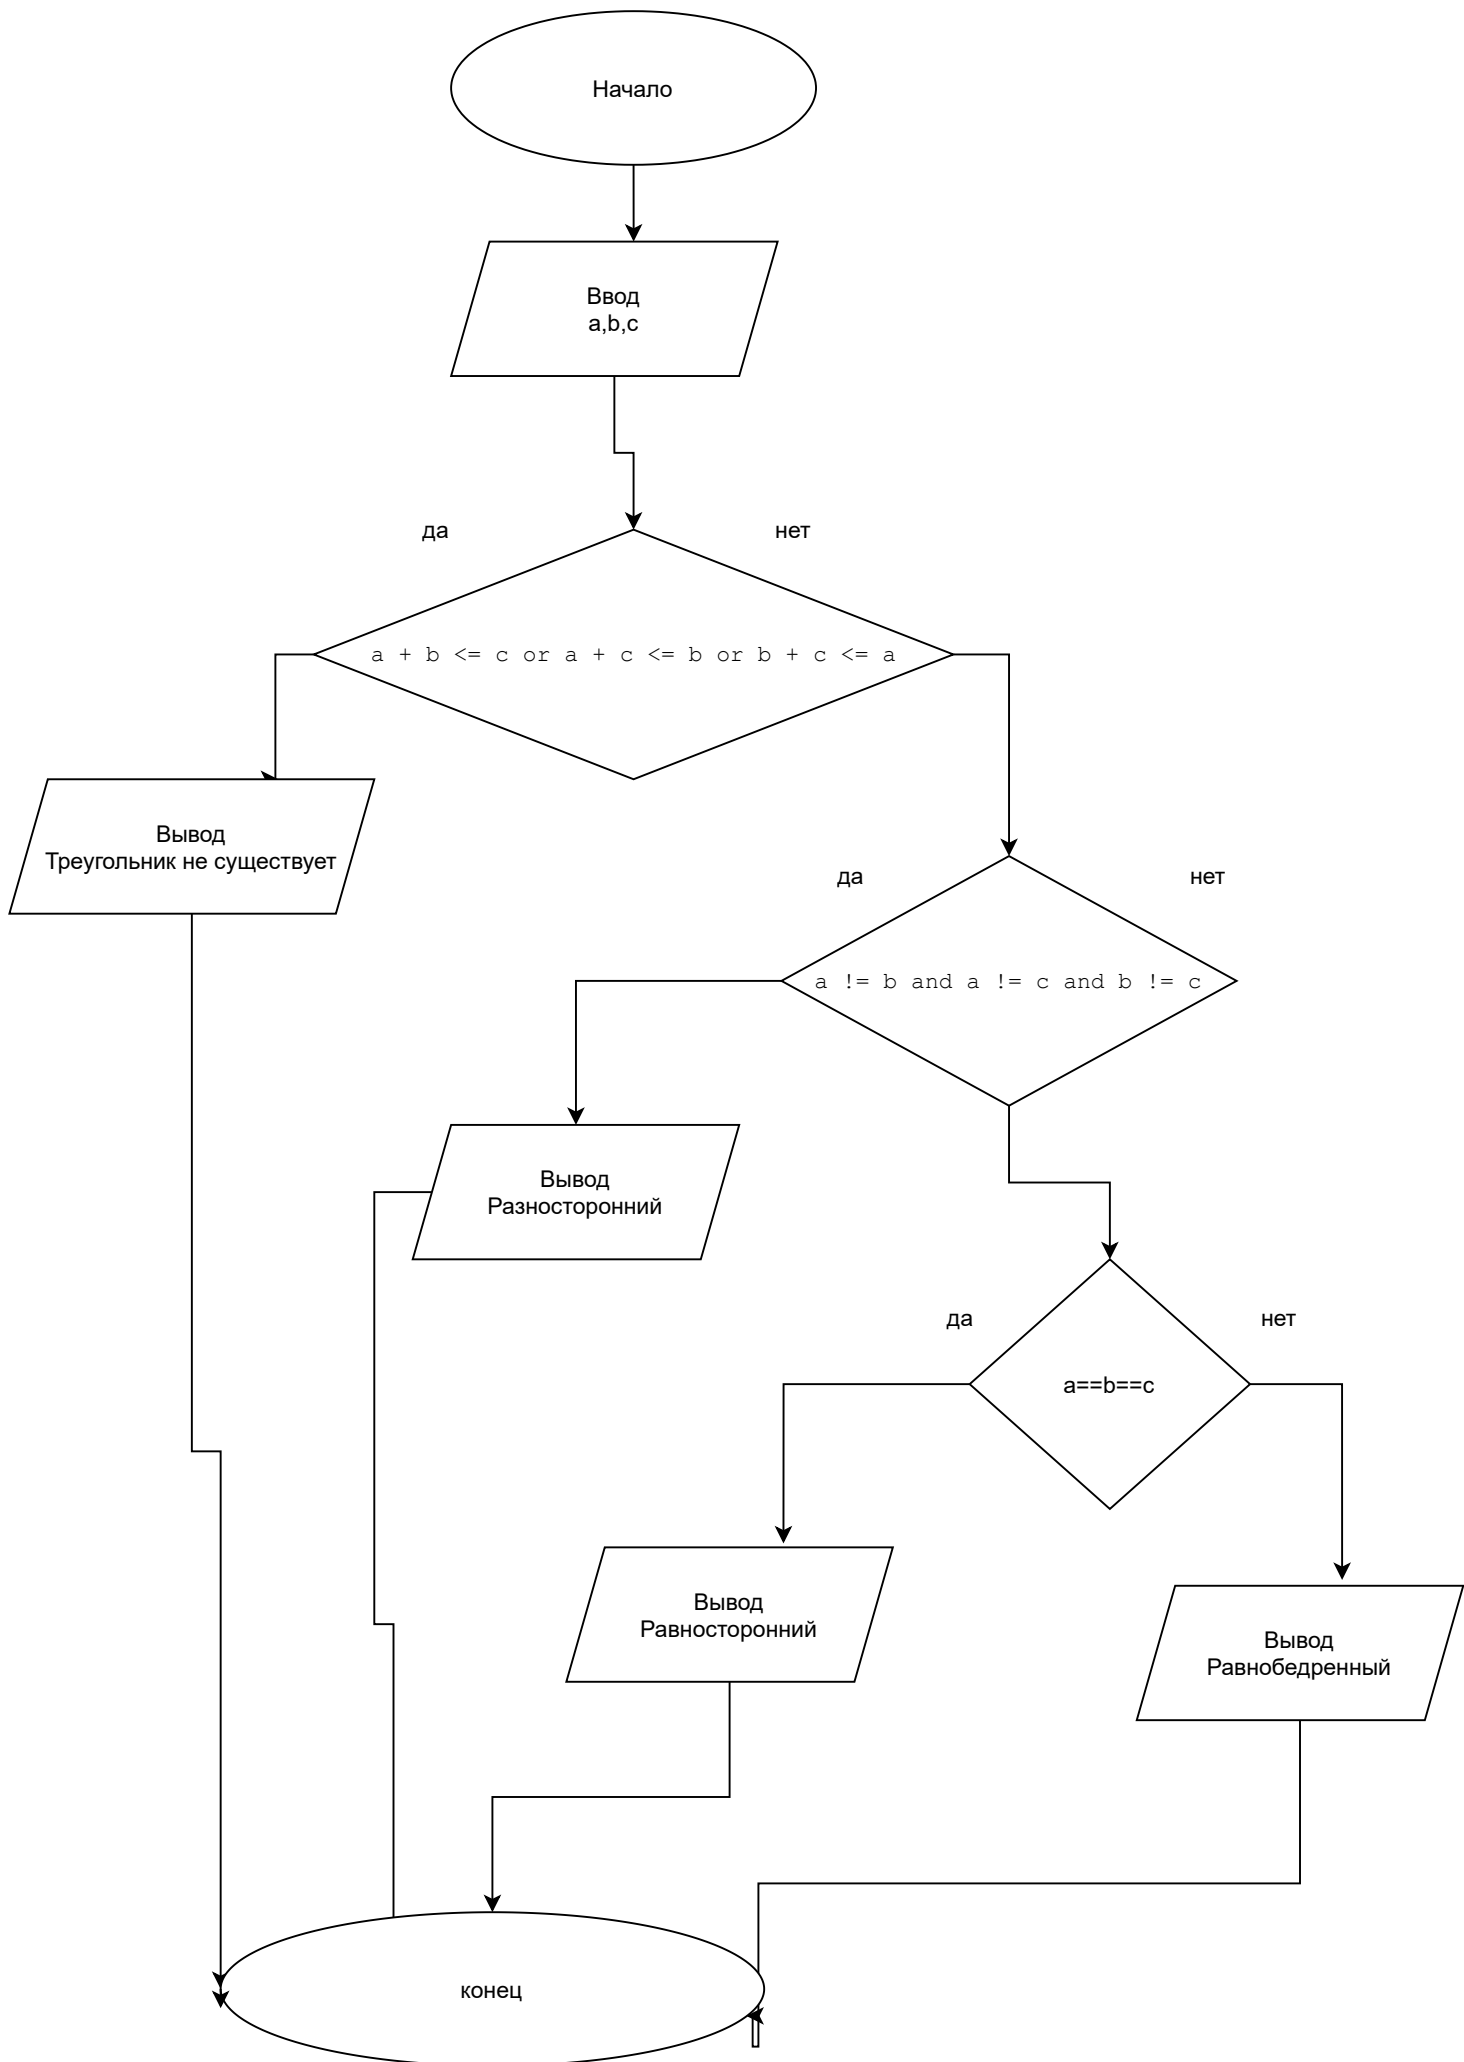 Начало
Ввод
a,b,c
да
нет
a + b <= c or a + c <= b or b + c <= a
Вывод
Треугольник не существует
да
нет
a != b and a != c and b != c
Вывод
Разносторонний
да
нет
a==b==c
Вывод
Равносторонний
Вывод
Равнобедренный
конец